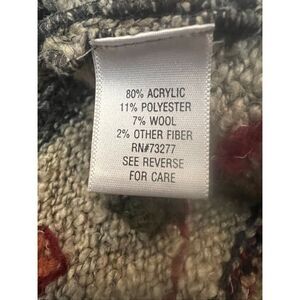 80% ACRYLIC
11% POLYESTER
7% WOOL
2% OTHER FIBER
RN#73277
SEE REVERSE
FOR CARE